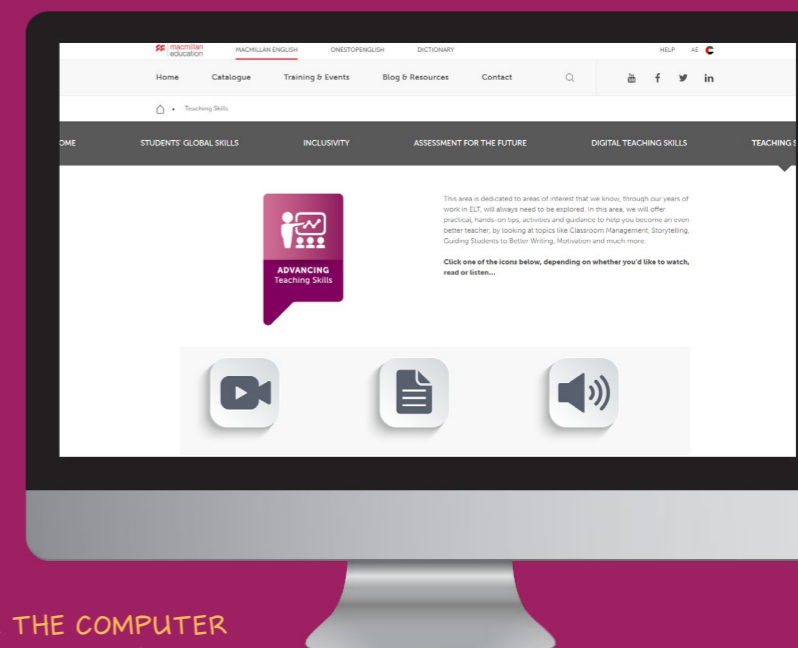 macmillan
education
MACMILLAN ENGLISH ONESTOPENGLISH DICTIONARY HELP AE
Home Catalogue Training & Events Blog & Resources Contact
Teaching Skills
OME STUDENTS' GLOBAL SKILLS INCLUSIVITY ASSESSMENT FOR THE FUTURE DIGITAL TEACHING SKILLS TEACHING S
This area is dedicated to areas of interest that we know, through our years of
work in ELT, will always need to be explored. In this area, we will offer
practical, hands-on tips, activities and guidance to help you become an even
better teacher, by looking at topics like Classroom Management, Storytelling,
Guiding Students to Better Writing, Motivation and much more.
Click one of the icons below, depending on whether you'd like to watch,
read or listen...
ADVANCING
Teaching Skills
THE COMPUTER